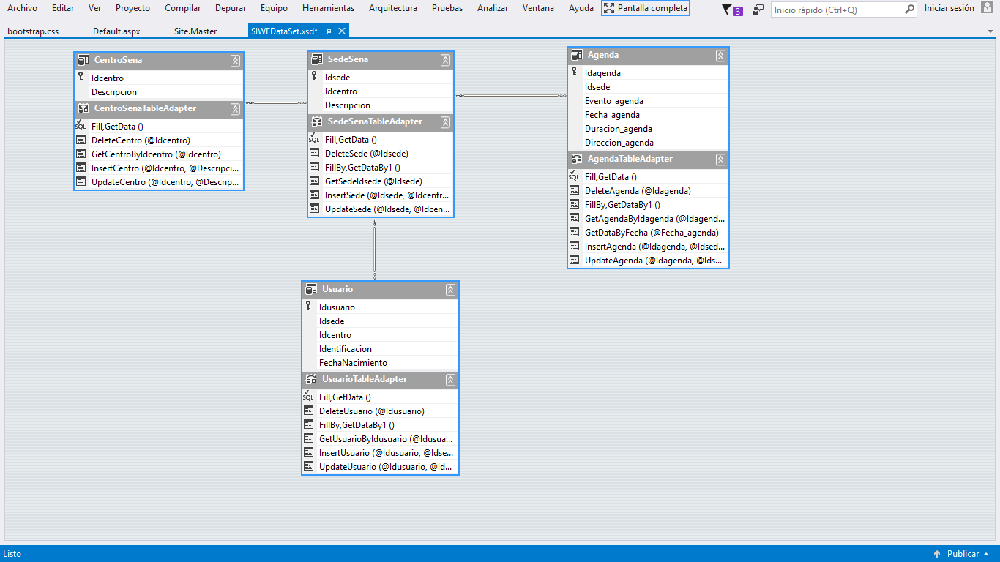 Archivo Editar Ver Proyecto Compilar Depurar Equipo Herramientas Arquitectura Pruebas Analizar Ventana Ayuda Pantalla completa 3 Inicio rápido (Ctrl+Q) Iniciar sesión
bootstrap.css Default.aspx Site.Master SIWEDataSet.xsd*
CentroSena
Idcentro
Descripcion
CentroSenaTableAdapter
SQL Fill,GetData ()
DeleteCentro (@Idcentro)
GetCentroByIdcentro (@Idcentro)
InsertCentro (@Idcentro, @Descripci...
UpdateCentro (@Idcentro, @Descrip...
SedeSena
Idsede
Idcentro
Descripcion
SedeSenaTableAdapter
SQL Fill,GetData ()
DeleteSede (@Idsede)
FillBy,GetDataBy1 ()
GetSedeIdsede (@Idsede)
InsertSede (@Idsede, @Idcentr...
UpdateSede (@Idsede, @Idcen...
Agenda
Idagenda
Idsede
Evento_agenda
Fecha_agenda
Duracion_agenda
Direccion_agenda
AgendaTableAdapter
SQL Fill,GetData ()
DeleteAgenda (@Idagenda)
FillBy,GetDataBy1 ()
GetAgendaByIdagenda (@Idagend...
GetDataByFecha (@Fecha_agenda)
InsertAgenda (@Idagenda, @Idsed...
UpdateAgenda (@Idagenda, @Ids...
Usuario
Idusuario
Idsede
Idcentro
Identificacion
FechaNacimiento
UsuarioTableAdapter
SQL Fill,GetData ()
DeleteUsuario (@Idusuario)
FillBy,GetDataBy1 ()
GetUsuarioByIdusuario (@Idusua...
InsertUsuario (@Idusuario, @Idse...
UpdateUsuario (@Idusuario, @Id...
Listo Publicar